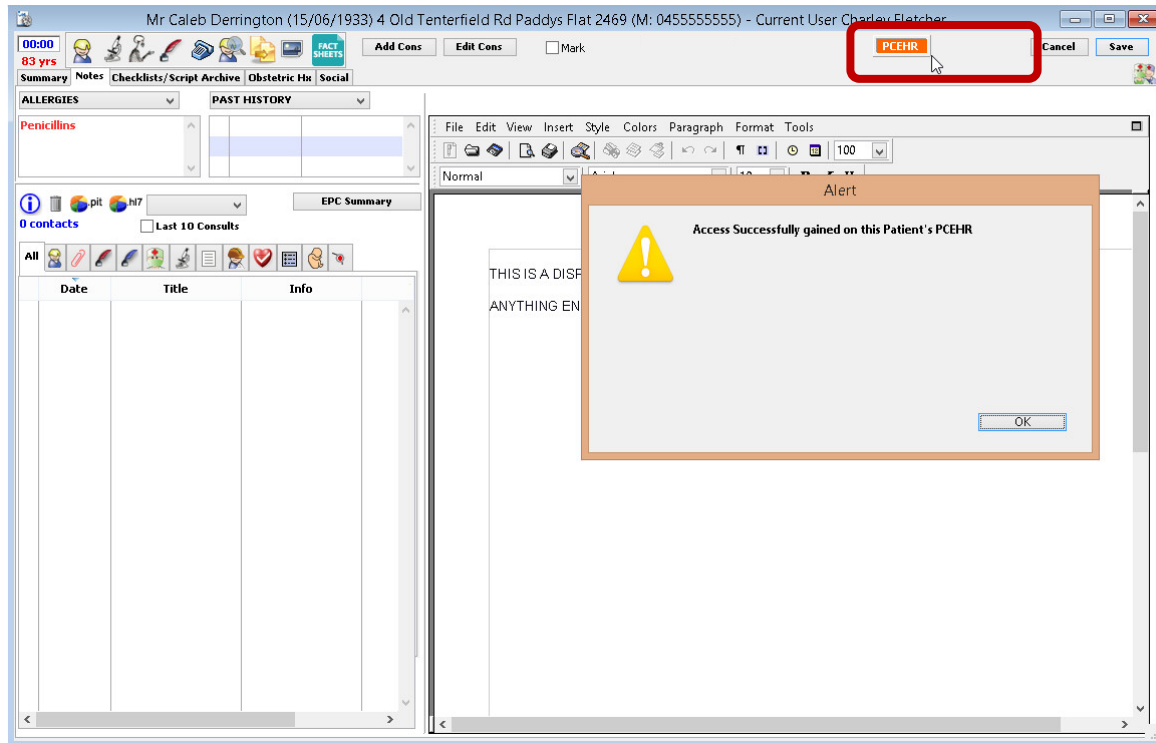 Mr Caleb Derrington (15/06/1933) 4 Old Tenterfield Rd Paddys Flat 2469 (M: 0455555555) - Current User Charley Fletcher
00:00
83 yrs
FACT
SHEETS
Add Cons
Edit Cons
Mark
PCEHR
Cancel
Save
Summary Notes Checklists/Script Archive Obstetric Hx Social
ALLERGIES
PAST HISTORY
Penicillins
File Edit View Insert Style Colors Paragraph Format Tools
100
Normal
pit
hl7
EPC Summary
0 contacts
Last 10 Consults
All
Date
Title
Info
THIS IS A DISP
ANYTHING EN
Alert
Access Successfully gained on this Patient's PCEHR
OK